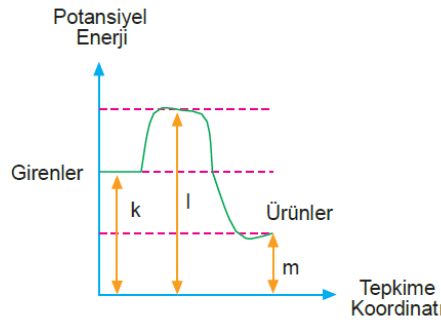 Potansiyel
Enerji
Girenler
k
l
Ürünler
m
Tepkime
Koordinatı